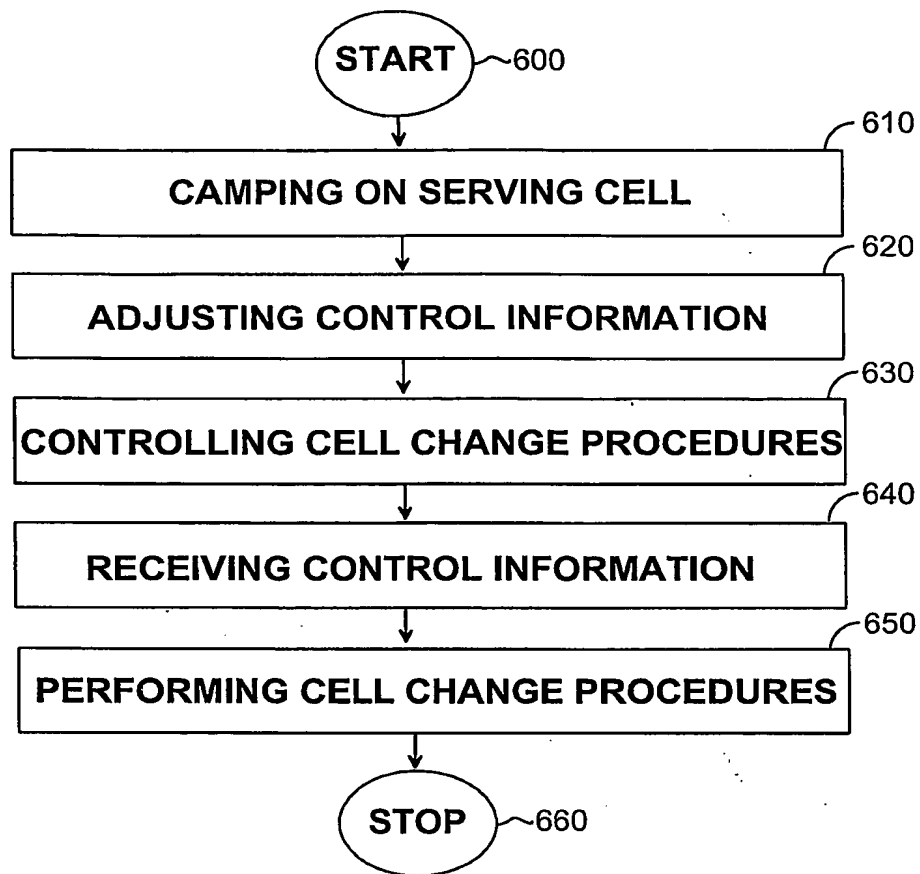 START
600
610
CAMPING ON SERVING CELL
620
ADJUSTING CONTROL INFORMATION
630
CONTROLLING CELL CHANGE PROCEDURES
640
RECEIVING CONTROL INFORMATION
650
PERFORMING CELL CHANGE PROCEDURES
STOP
660